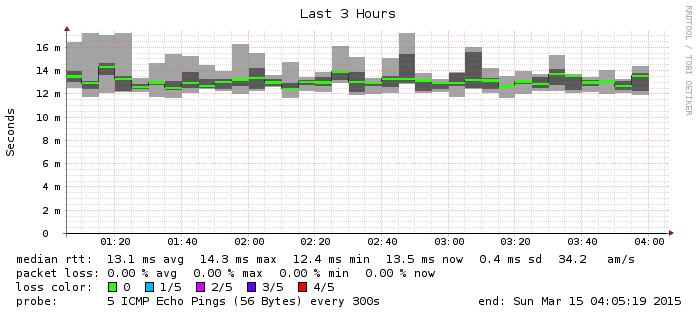 Last 3 Hours
RRDTOOL / TOBI OETIKER
Seconds
16 m
14 m
12 m
10 m
8 m
6 m
4 m
2 m
0
01:20 01:40 02:00 02:20 02:40 03:00 03:20 03:40 04:00
median rtt: 13.1 ms avg 14.3 ms max 12.4 ms min 13.5 ms now 0.4 ms sd 34.2 am/s
packet loss: 0.00 % avg 0.00 % max 0.00 % min 0.00 % now
loss color: 0 1/5 2/5 3/5 4/5
probe: 5 ICMP Echo Pings (56 Bytes) every 300s end: Sun Mar 15 04:05:19 2015